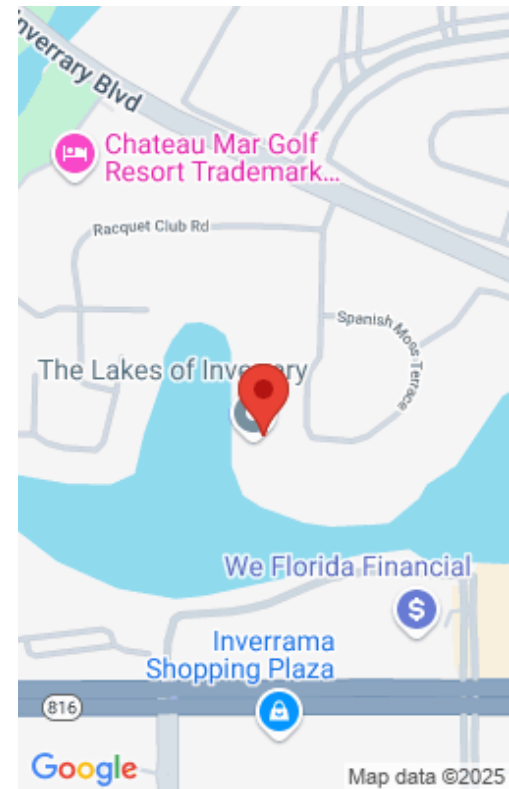 Inverrary Blvd
Chateau Mar Golf
Resort Trademark...
Racquet Club Rd
Spanish Moss Terrace
The Lakes of Inverrary
We Florida Financial
$
Inverrama
Shopping Plaza
816
Google
Map data ©2025